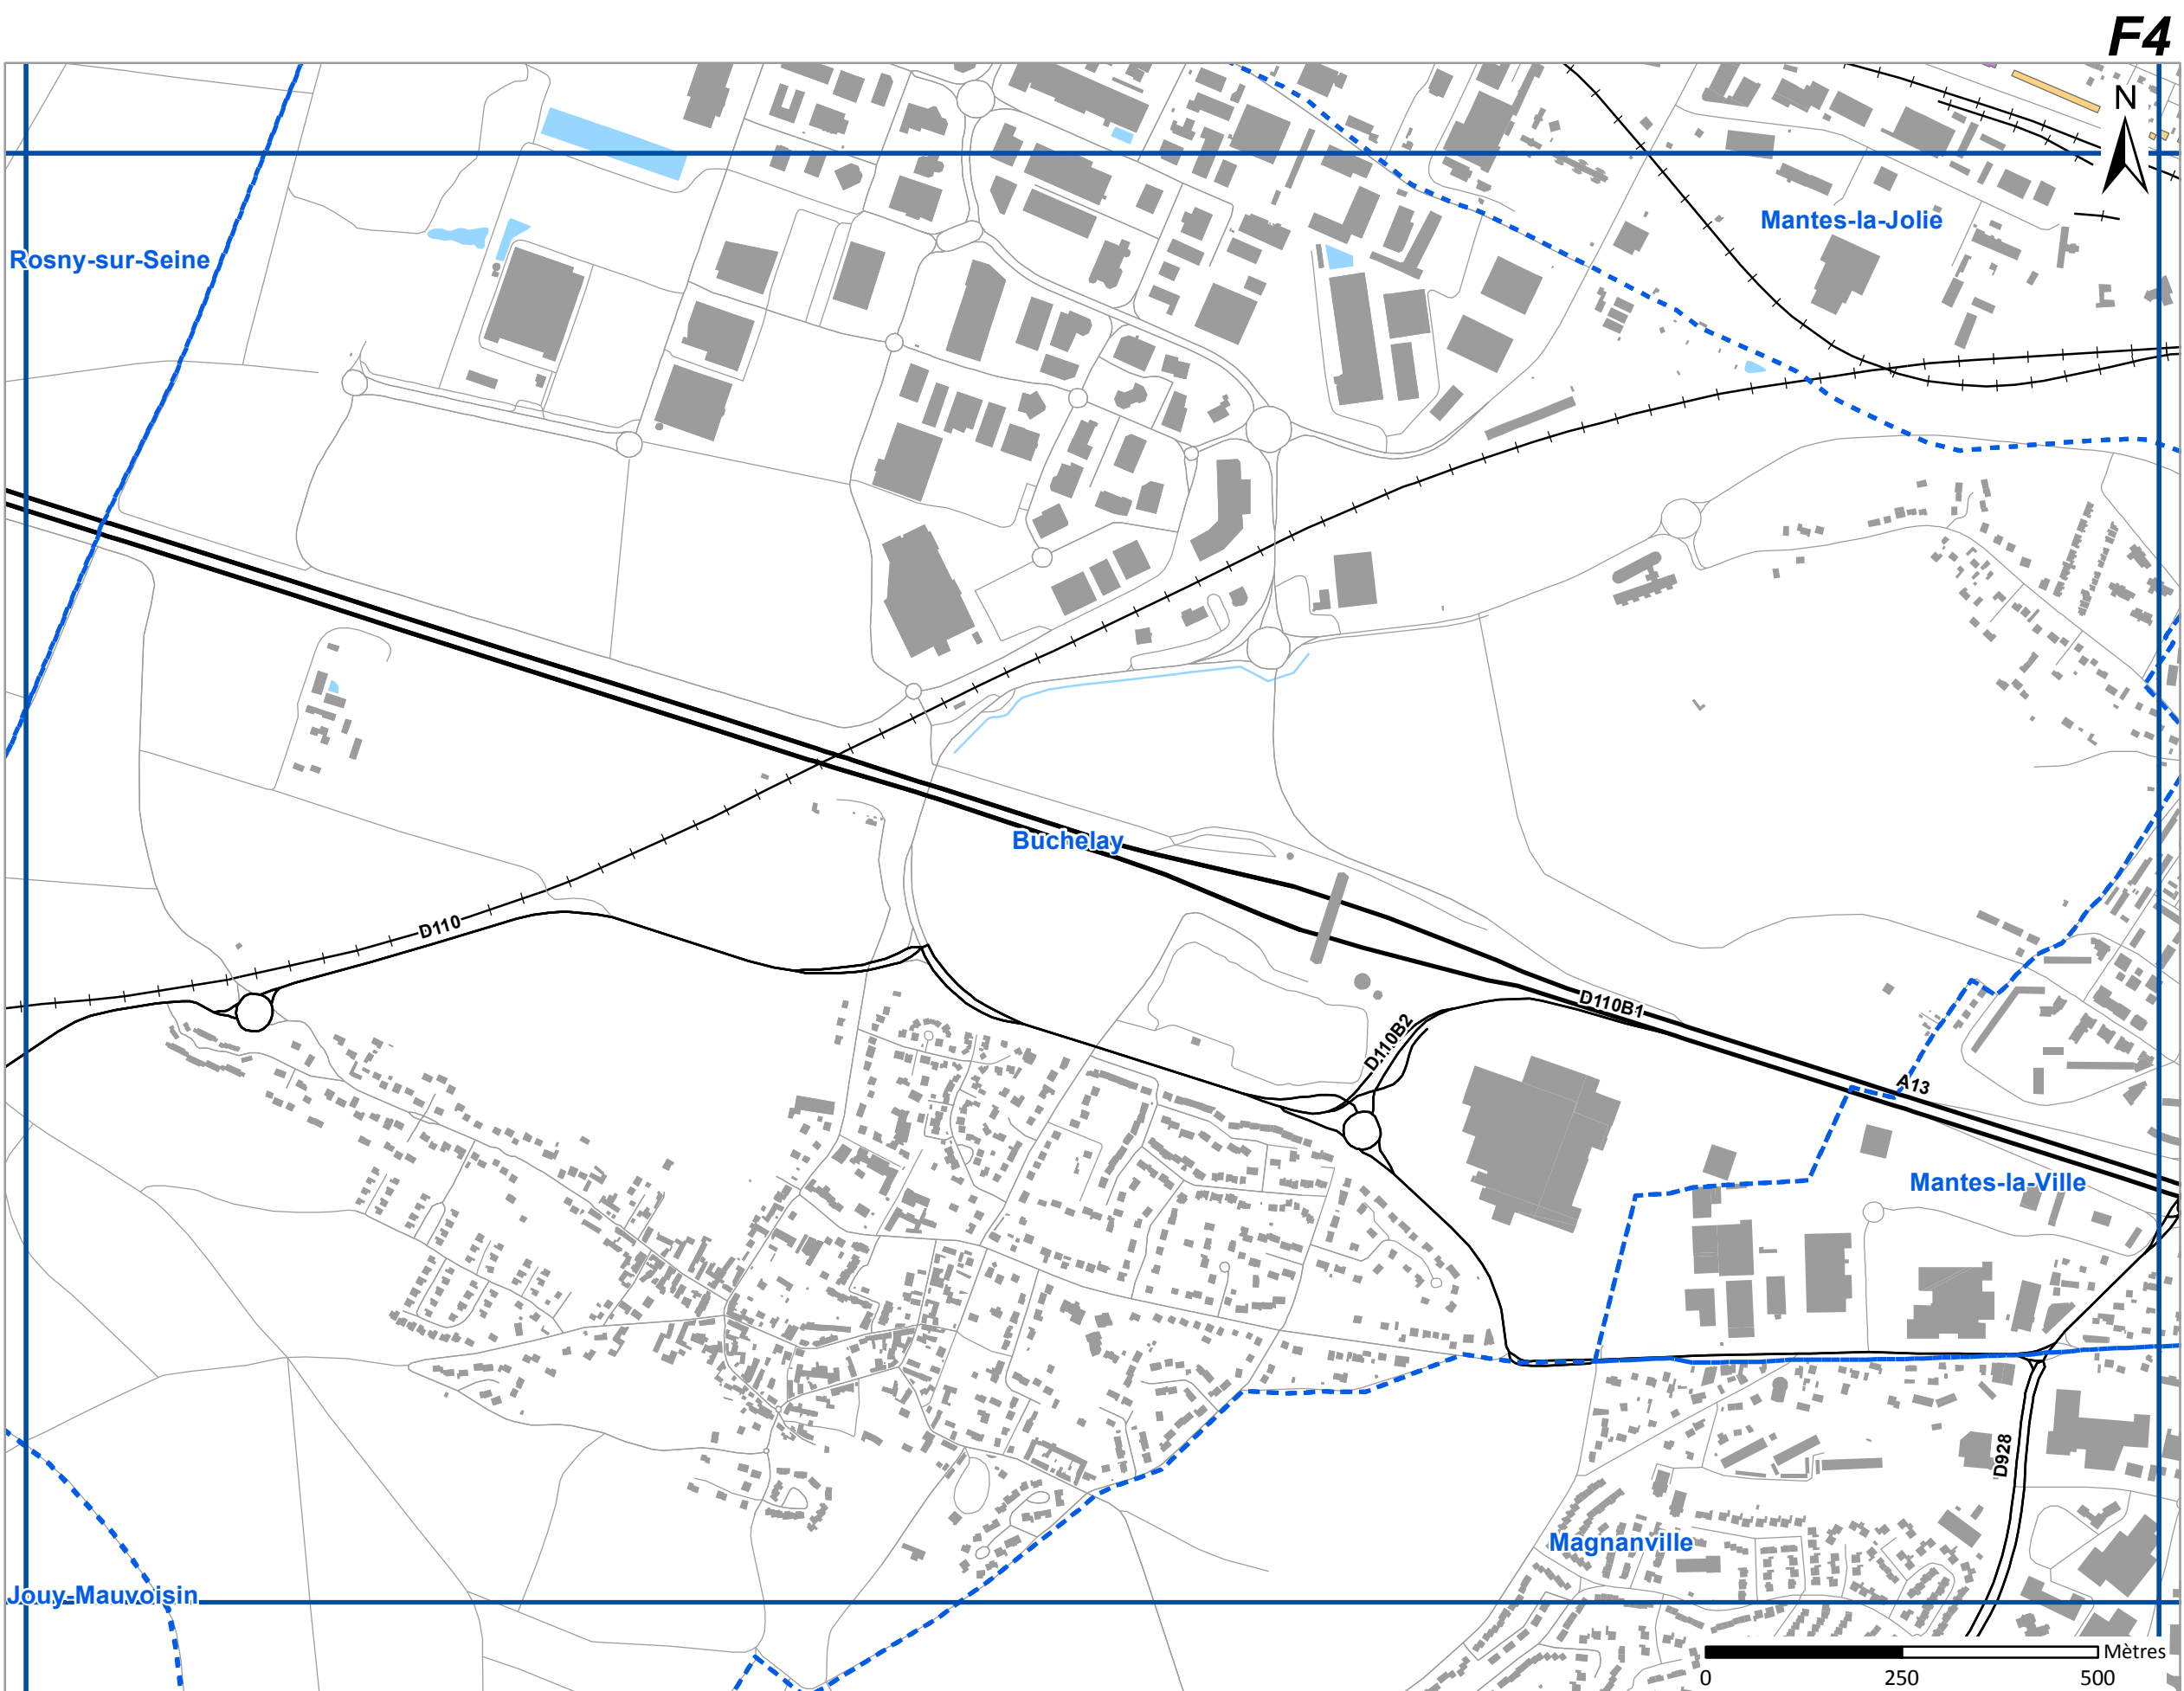 F4
N
Mantes-la-Jolie
Rosny-sur-Seine
Buchelay
D110
D110B1
D110B2
A13
Mantes-la-Ville
D928
Magnanville
Jouy-Mauvoisin
Mètres
0 250 500